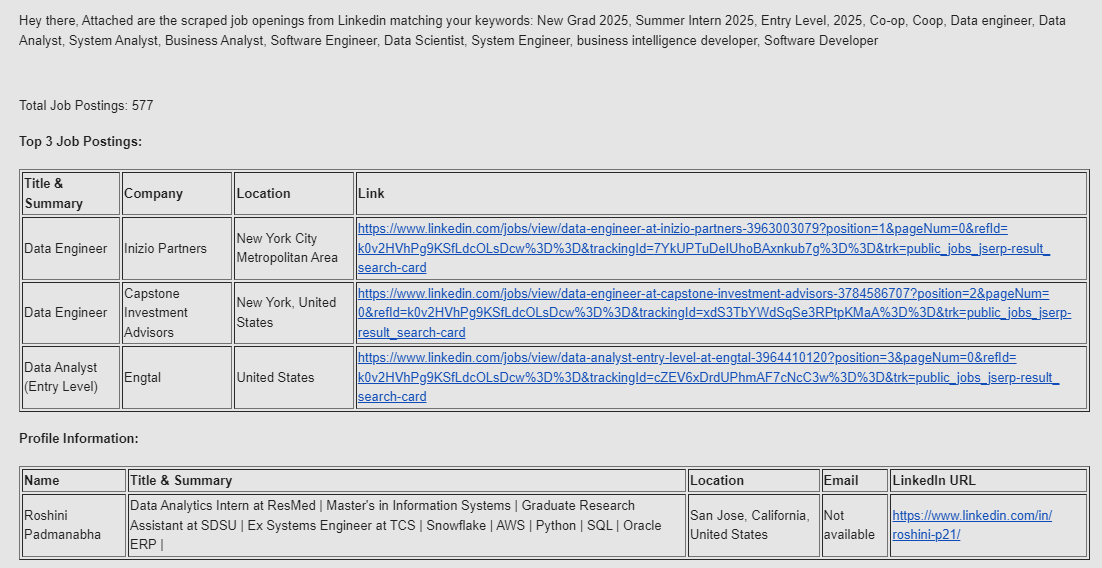 Hey there, Attached are the scraped job openings from Linkedin matching your keywords: New Grad 2025, Summer Intern 2025, Entry Level, 2025, Co-op, Coop, Data engineer, Data
Analyst, System Analyst, Business Analyst, Software Engineer, Data Scientist, System Engineer, business intelligence developer, Software Developer
Total Job Postings: 577
Top 3 Job Postings:
Title &
Summary
Company
Location
Link
Data Engineer
Inizio Partners
New York City
Metropolitan Area
https://www.linkedin.com/jobs/view/data-engineer-at-inizio-partners-3963003079?position=1&pageNum=0&refId=
k0v2HVhPg9KSfLdcOLsDcw%3D%3D&trackingId=7YkUPTuDeIUhoBAxnkub7g%3D%3D&trk=public_jobs_jserp-result_
search-card
Data Engineer
Capstone
Investment
Advisors
New York, United
States
https://www.linkedin.com/jobs/view/data-engineer-at-capstone-investment-advisors-3784586707?position=2&pageNum=
0&refId=k0v2HVhPg9KSfLdcOLsDcw%3D%3D&trackingId=xdS3TbYWdSqSe3RPtpKMaA%3D%3D&trk=public_jobs_jserp-
result_search-card
Data Analyst
(Entry Level)
Engtal
United States
https://www.linkedin.com/jobs/view/data-analyst-entry-level-at-engtal-3964410120?position=3&pageNum=0&refId=
k0v2HVhPg9KSfLdcOLsDcw%3D%3D&trackingId=cZEV6xDrdUPhmAF7cNcC3w%3D%3D&trk=public_jobs_jserp-result_
search-card
Profile Information:
Name
Title & Summary
Location
Email
LinkedIn URL
Roshini
Padmanabha
Data Analytics Intern at ResMed | Master's in Information Systems | Graduate Research
Assistant at SDSU | Ex Systems Engineer at TCS | Snowflake | AWS | Python | SQL | Oracle
ERP |
San Jose, California,
United States
Not
available
https://www.linkedin.com/in/
roshini-p21/